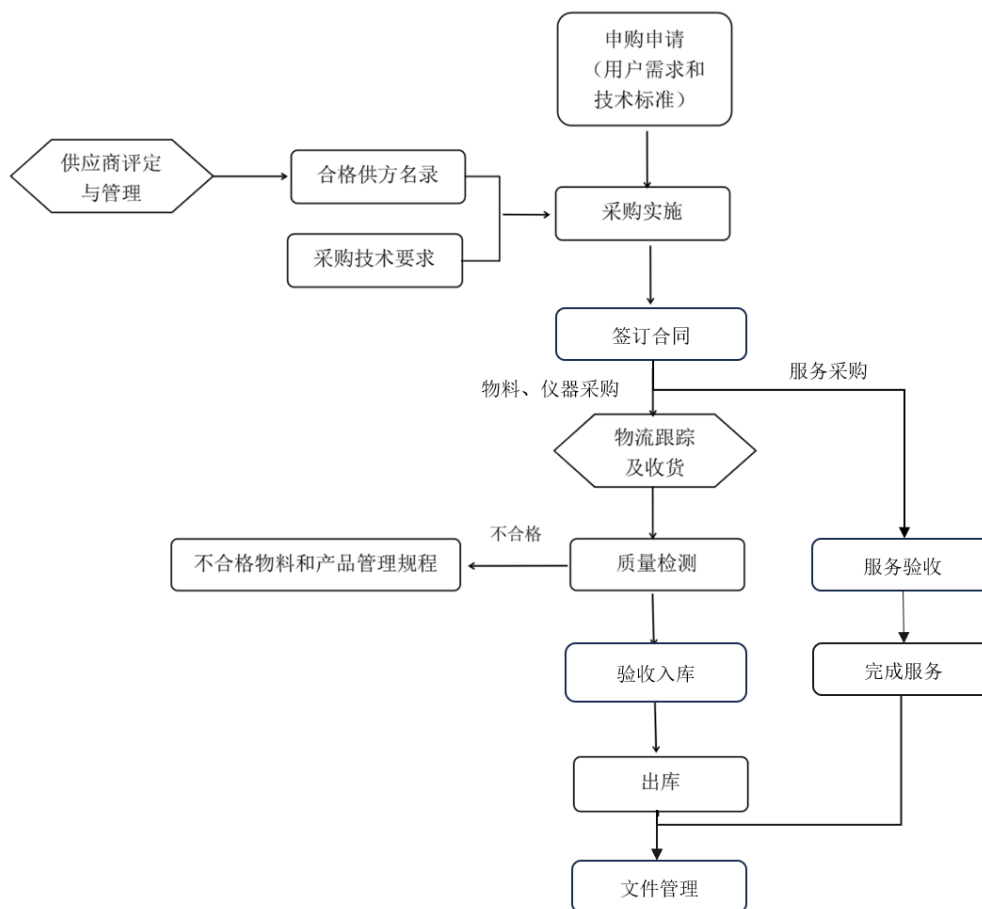 申购申请
（用户需求和
技术标准）
供应商评定
与管理
合格供方名录
采购实施
采购技术要求
签订合同
物料、仪器采购
服务采购
物流跟踪
及收货
不合格
不合格物料和产品管理规程
质量检测
服务验收
验收入库
完成服务
出库
文件管理